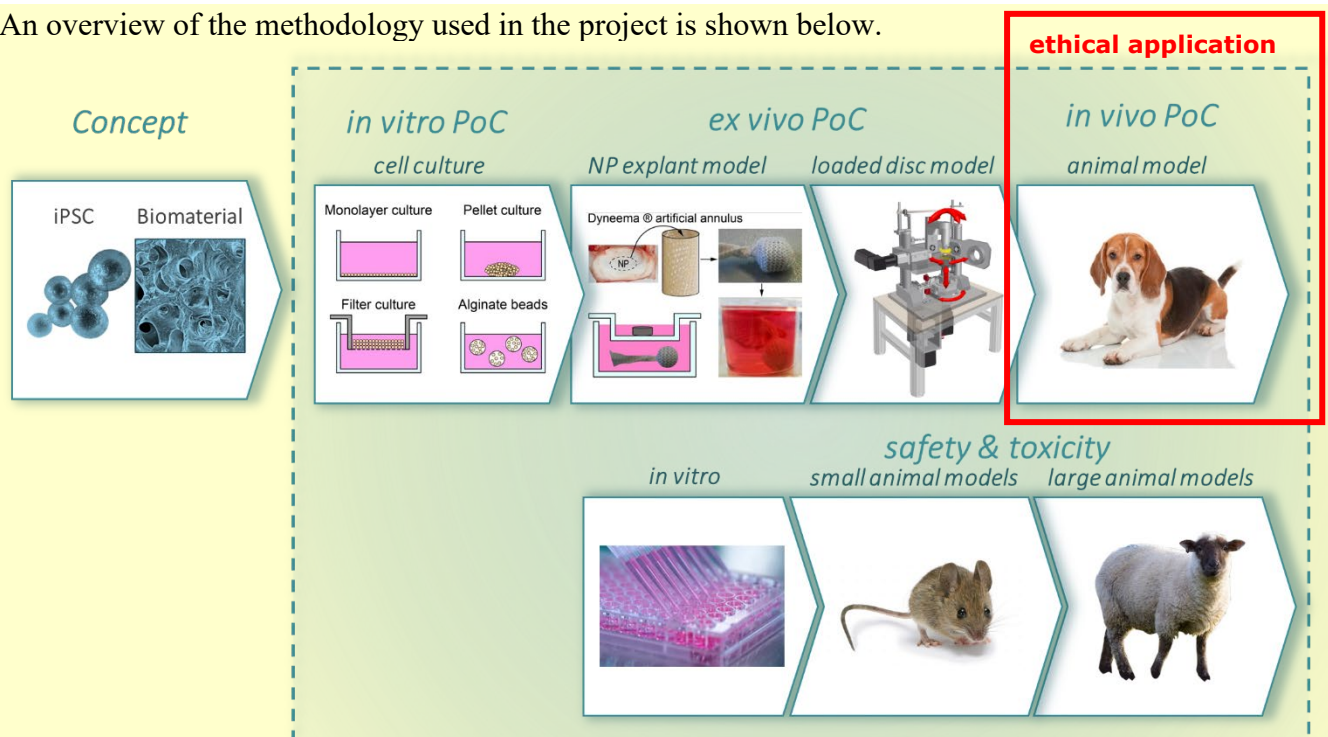 An overview of the methodology used in the project is shown below.
ethical application
Concept
in vitro PoC
ex vivo PoC
in vivo PoC
cell culture
NP explant model
loaded disc model
animal model
iPSC
Biomaterial
Monolayer culture
Pellet culture
Filter culture
Alginate beads
Dyneema ® artificial annulus
NP
safety & toxicity
in vitro
small animal models
large animal models